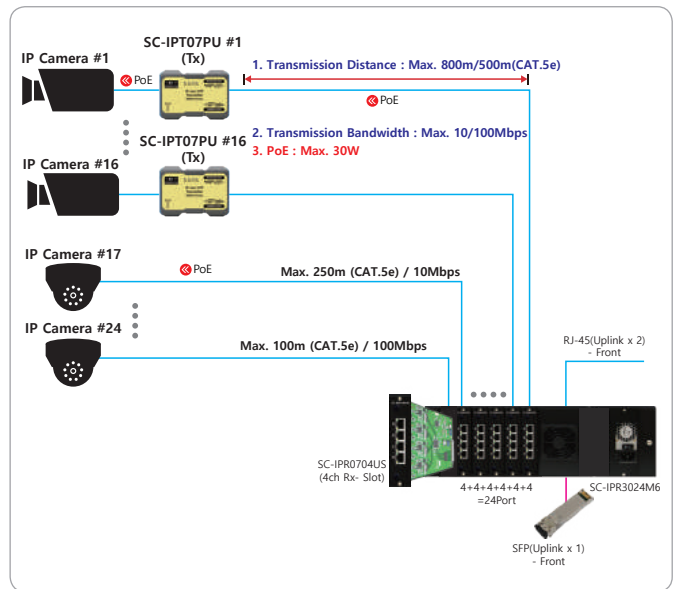 SC-IPT07PU #1
(Tx)
IP Camera #1
PoE
1. Transmission Distance : Max. 800m/500m(CAT.5e)
PoE
SC-IPT07PU #16
(Tx)
2. Transmission Bandwidth : Max. 10/100Mbps
3. PoE : Max. 30W
IP Camera #16
IP Camera #17
PoE
Max. 250m (CAT.5e) / 10Mbps
IP Camera #24
Max. 100m (CAT.5e) / 100Mbps
RJ-45(Uplink x 2)
- Front
SC-IPR0704US
(4ch Rx- Slot)
4+4+4+4+4+4
=24Port
SC-IPR3024M6
SFP(Uplink x 1)
- Front